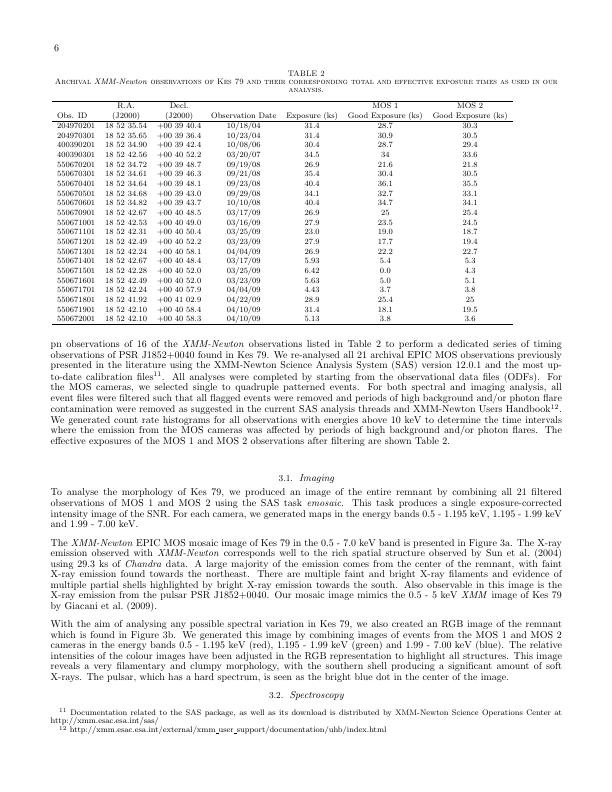 6
TABLE 2
Archival XMM-Newton observations of Kes 79 and their corresponding total and effective exposure times as used in our
analysis.
R.A. Decl. MOS 1 MOS 2
Obs. ID (J2000) (J2000) Observation Date Exposure (ks) Good Exposure (ks) Good Exposure (ks)
204970201 18 52 35.54 +00 39 40.4 10/18/04 31.4 28.7 30.3
204970301 18 52 35.65 +00 39 36.4 10/23/04 31.4 30.9 30.5
400390201 18 52 34.90 +00 39 42.4 10/08/06 30.4 28.7 29.4
400390301 18 52 42.56 +00 40 52.2 03/20/07 34.5 34 33.6
550670201 18 52 34.72 +00 39 48.7 09/19/08 26.9 21.6 21.8
550670301 18 52 34.61 +00 39 46.3 09/21/08 35.4 30.4 30.5
550670401 18 52 34.64 +00 39 48.1 09/23/08 40.4 36.1 35.5
550670501 18 52 34.68 +00 39 43.0 09/29/08 34.1 32.7 33.1
550670601 18 52 34.82 +00 39 43.7 10/10/08 40.4 34.7 34.1
550670901 18 52 42.67 +00 40 48.5 03/17/09 26.9 25 25.4
550671001 18 52 42.53 +00 40 49.0 03/16/09 27.9 23.5 24.5
550671101 18 52 42.31 +00 40 50.4 03/25/09 23.0 19.0 18.7
550671201 18 52 42.49 +00 40 52.2 03/23/09 27.9 17.7 19.4
550671301 18 52 42.24 +00 40 58.1 04/04/09 26.9 22.2 22.7
550671401 18 52 42.67 +00 40 48.4 03/17/09 5.93 5.4 5.3
550671501 18 52 42.28 +00 40 52.0 03/25/09 6.42 0.0 4.3
550671601 18 52 42.49 +00 40 52.0 03/23/09 5.63 5.0 5.1
550671701 18 52 42.24 +00 40 57.9 04/04/09 4.43 3.7 3.8
550671801 18 52 41.92 +00 41 02.9 04/22/09 28.9 25.4 25
550671901 18 52 42.10 +00 40 58.4 04/10/09 31.4 18.1 19.5
550672001 18 52 42.10 +00 40 58.3 04/10/09 5.13 3.8 3.6
pn observations of 16 of the XMM-Newton observations listed in Table 2 to perform a dedicated series of timing
observations of PSR J1852+0040 found in Kes 79. We re-analysed all 21 archival EPIC MOS observations previously
presented in the literature using the XMM-Newton Science Analysis System (SAS) version 12.0.1 and the most up-
to-date calibration files11. All analyses were completed by starting from the observational data files (ODFs). For
the MOS cameras, we selected single to quadruple patterned events. For both spectral and imaging analysis, all
event files were filtered such that all flagged events were removed and periods of high background and/or photon flare
contamination were removed as suggested in the current SAS analysis threads and XMM-Newton Users Handbook12.
We generated count rate histograms for all observations with energies above 10 keV to determine the time intervals
where the emission from the MOS cameras was affected by periods of high background and/or photon flares. The
effective exposures of the MOS 1 and MOS 2 observations after filtering are shown Table 2.
3.1. Imaging
To analyse the morphology of Kes 79, we produced an image of the entire remnant by combining all 21 filtered
observations of MOS 1 and MOS 2 using the SAS task emosaic. This task produces a single exposure-corrected
intensity image of the SNR. For each camera, we generated maps in the energy bands 0.5 - 1.195 keV, 1.195 - 1.99 keV
and 1.99 - 7.00 keV.
The XMM-Newton EPIC MOS mosaic image of Kes 79 in the 0.5 - 7.0 keV band is presented in Figure 3a. The X-ray
emission observed with XMM-Newton corresponds well to the rich spatial structure observed by Sun et al. (2004)
using 29.3 ks of Chandra data. A large majority of the emission comes from the center of the remnant, with faint
X-ray emission found towards the northeast. There are multiple faint and bright X-ray filaments and evidence of
multiple partial shells highlighted by bright X-ray emission towards the south. Also observable in this image is the
X-ray emission from the pulsar PSR J1852+0040. Our mosaic image mimics the 0.5 - 5 keV XMM image of Kes 79
by Giacani et al. (2009).
With the aim of analysing any possible spectral variation in Kes 79, we also created an RGB image of the remnant
which is found in Figure 3b. We generated this image by combining images of events from the MOS 1 and MOS 2
cameras in the energy bands 0.5 - 1.195 keV (red), 1.195 - 1.99 keV (green) and 1.99 - 7.00 keV (blue). The relative
intensities of the colour images have been adjusted in the RGB representation to highlight all structures. This image
reveals a very filamentary and clumpy morphology, with the southern shell producing a significant amount of soft
X-rays. The pulsar, which has a hard spectrum, is seen as the bright blue dot in the center of the image.
3.2. Spectroscopy
11 Documentation related to the SAS package, as well as its download is distributed by XMM-Newton Science Operations Center at
http://xmm.esac.esa.int/sas/
12 http://xmm.esac.esa.int/external/xmm_user_support/documentation/uhb/index.html